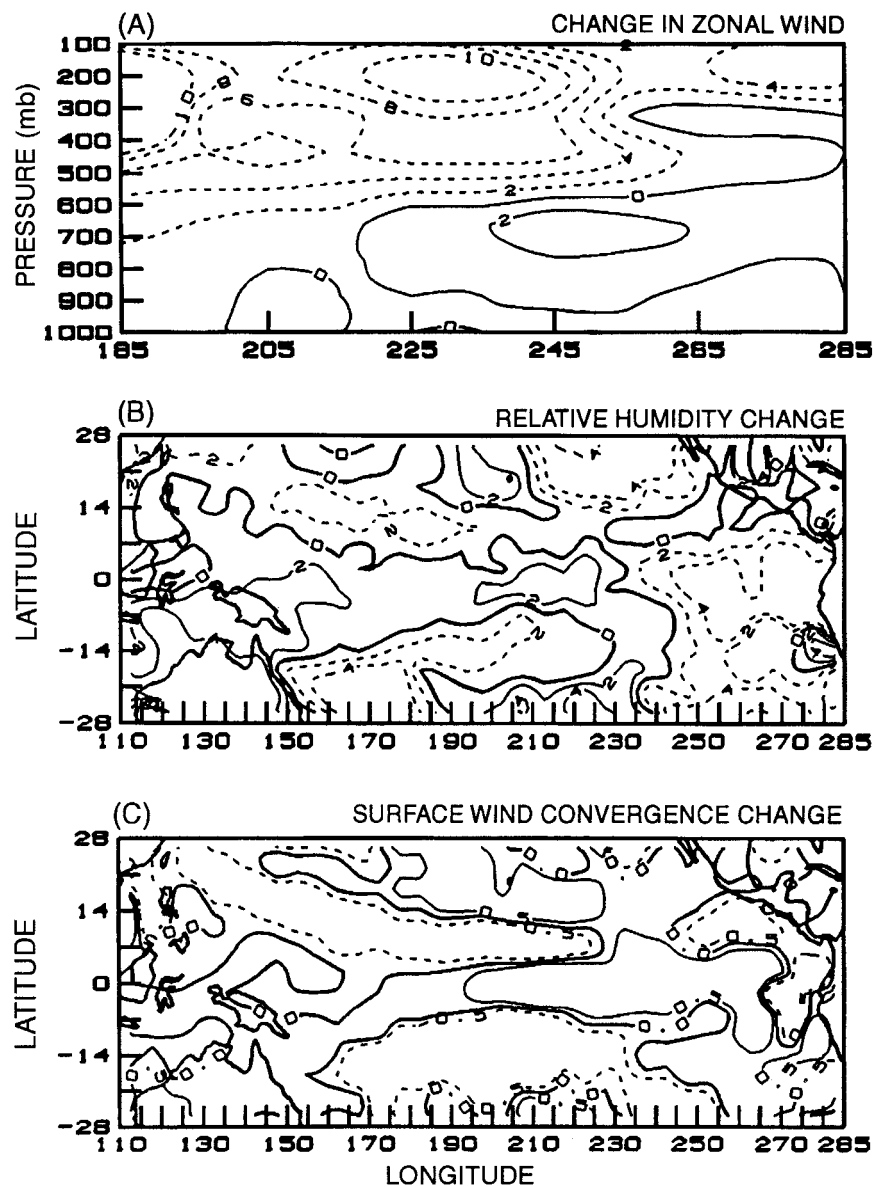 (A) CHANGE IN ZONAL WIND
PRESSURE (mb)
100
200
300
400
500
600
700
800
900
1000
185 205 225 245 265 285
(B) RELATIVE HUMIDITY CHANGE
LATITUDE
28
14
0
-14
-28
110 130 150 170 190 210 230 250 270 285
(C) SURFACE WIND CONVERGENCE CHANGE
LATITUDE
28
14
0
-14
-28
110 130 150 170 190 210 230 250 270 285
LONGITUDE